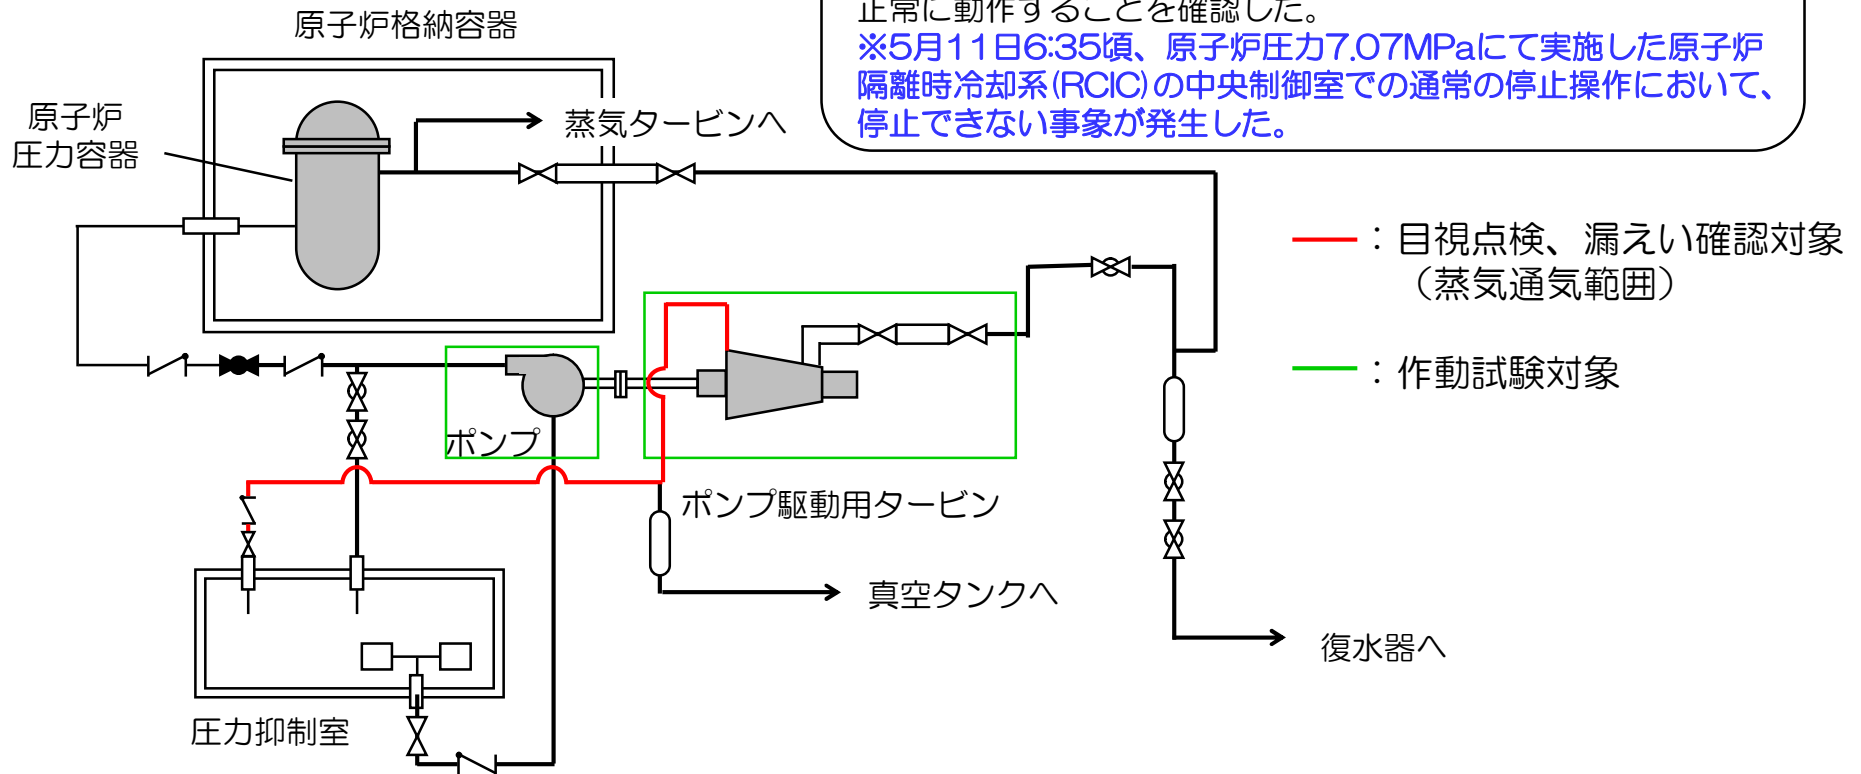 正常に動作することを確認した。
※5月11日6:35頃、原子炉圧力7.07MPaにて実施した原子炉
隔離時冷却系(RCIC)の中央制御室での通常の停止操作において、
停止できない事象が発生した。
原子炉格納容器
原子炉
圧力容器
蒸気タービンへ
：目視点検、漏えい確認対象
（蒸気通気範囲）
：作動試験対象
ポンプ
ポンプ駆動用タービン
真空タンクへ
復水器へ
圧力抑制室